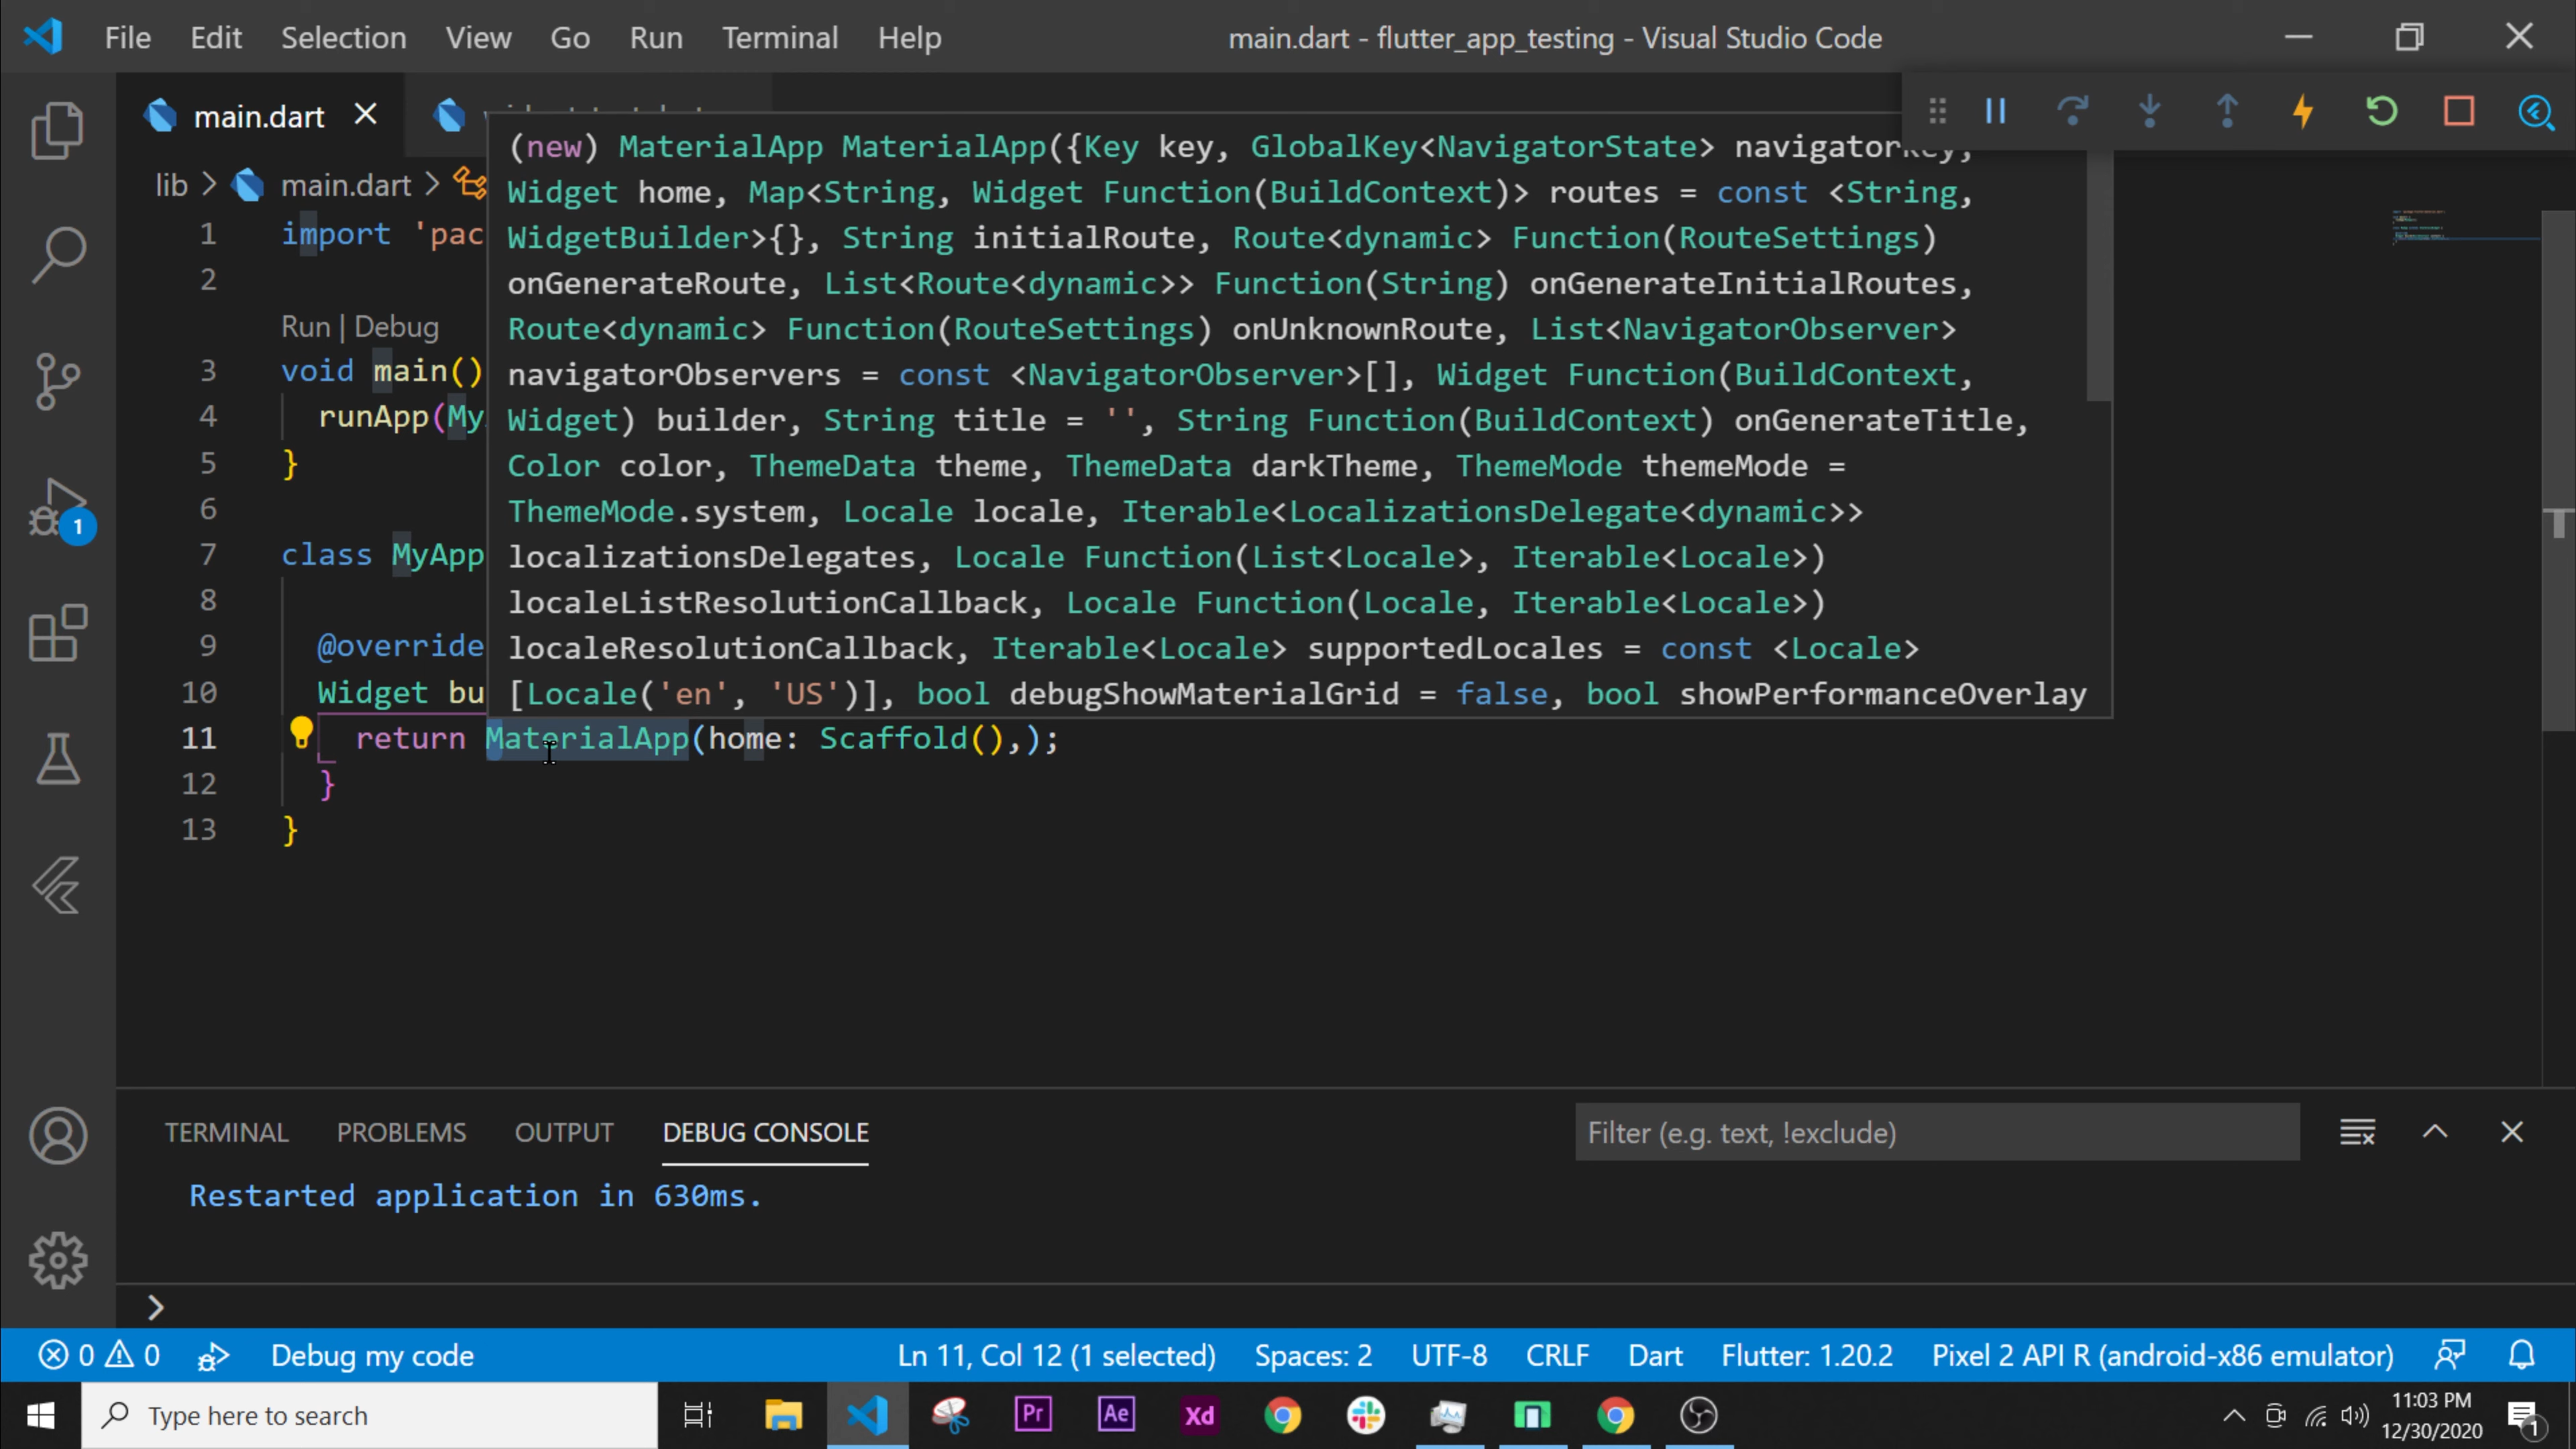 File Edit Selection View Go Run Terminal Help
main.dart - flutter_app_testing - Visual Studio Code
main.dart
lib > main.dart >
(new) MaterialApp MaterialApp({Key key, GlobalKey<NavigatorState> navigatorKey,
Widget home, Map<String, Widget Function(BuildContext)> routes = const <String,
WidgetBuilder>{}, String initialRoute, Route<dynamic> Function(RouteSettings)
onGenerateRoute, List<Route<dynamic>> Function(String) onGenerateInitialRoutes,
Route<dynamic> Function(RouteSettings) onUnknownRoute, List<NavigatorObserver>
navigatorObservers = const <NavigatorObserver>[], Widget Function(BuildContext,
Widget) builder, String title = '', String Function(BuildContext) onGenerateTitle,
Color color, ThemeData theme, ThemeData darkTheme, ThemeMode themeMode =
ThemeMode.system, Locale locale, Iterable<LocalizationsDelegate<dynamic>>
localizationsDelegates, Locale Function(List<Locale>, Iterable<Locale>)
localeListResolutionCallback, Locale Function(Locale, Iterable<Locale>)
localeResolutionCallback, Iterable<Locale> supportedLocales = const <Locale>
[Locale('en', 'US')], bool debugShowMaterialGrid = false, bool showPerformanceOverlay
1 import 'pac
2
Run | Debug
3 void main()
4 runApp(My
5 }
6
7 class MyApp
8
9 @override
10 Widget bu
11 return MaterialApp(home: Scaffold(),);
12 }
13 }
1
TERMINAL PROBLEMS OUTPUT DEBUG CONSOLE
Filter (e.g. text, !exclude)
Restarted application in 630ms.
>
0 0 Debug my code
Ln 11, Col 12 (1 selected) Spaces: 2 UTF-8 CRLF Dart Flutter: 1.20.2 Pixel 2 API R (android-x86 emulator)
Type here to search
Pr Ae Xd
11:03 PM
12/30/2020
1